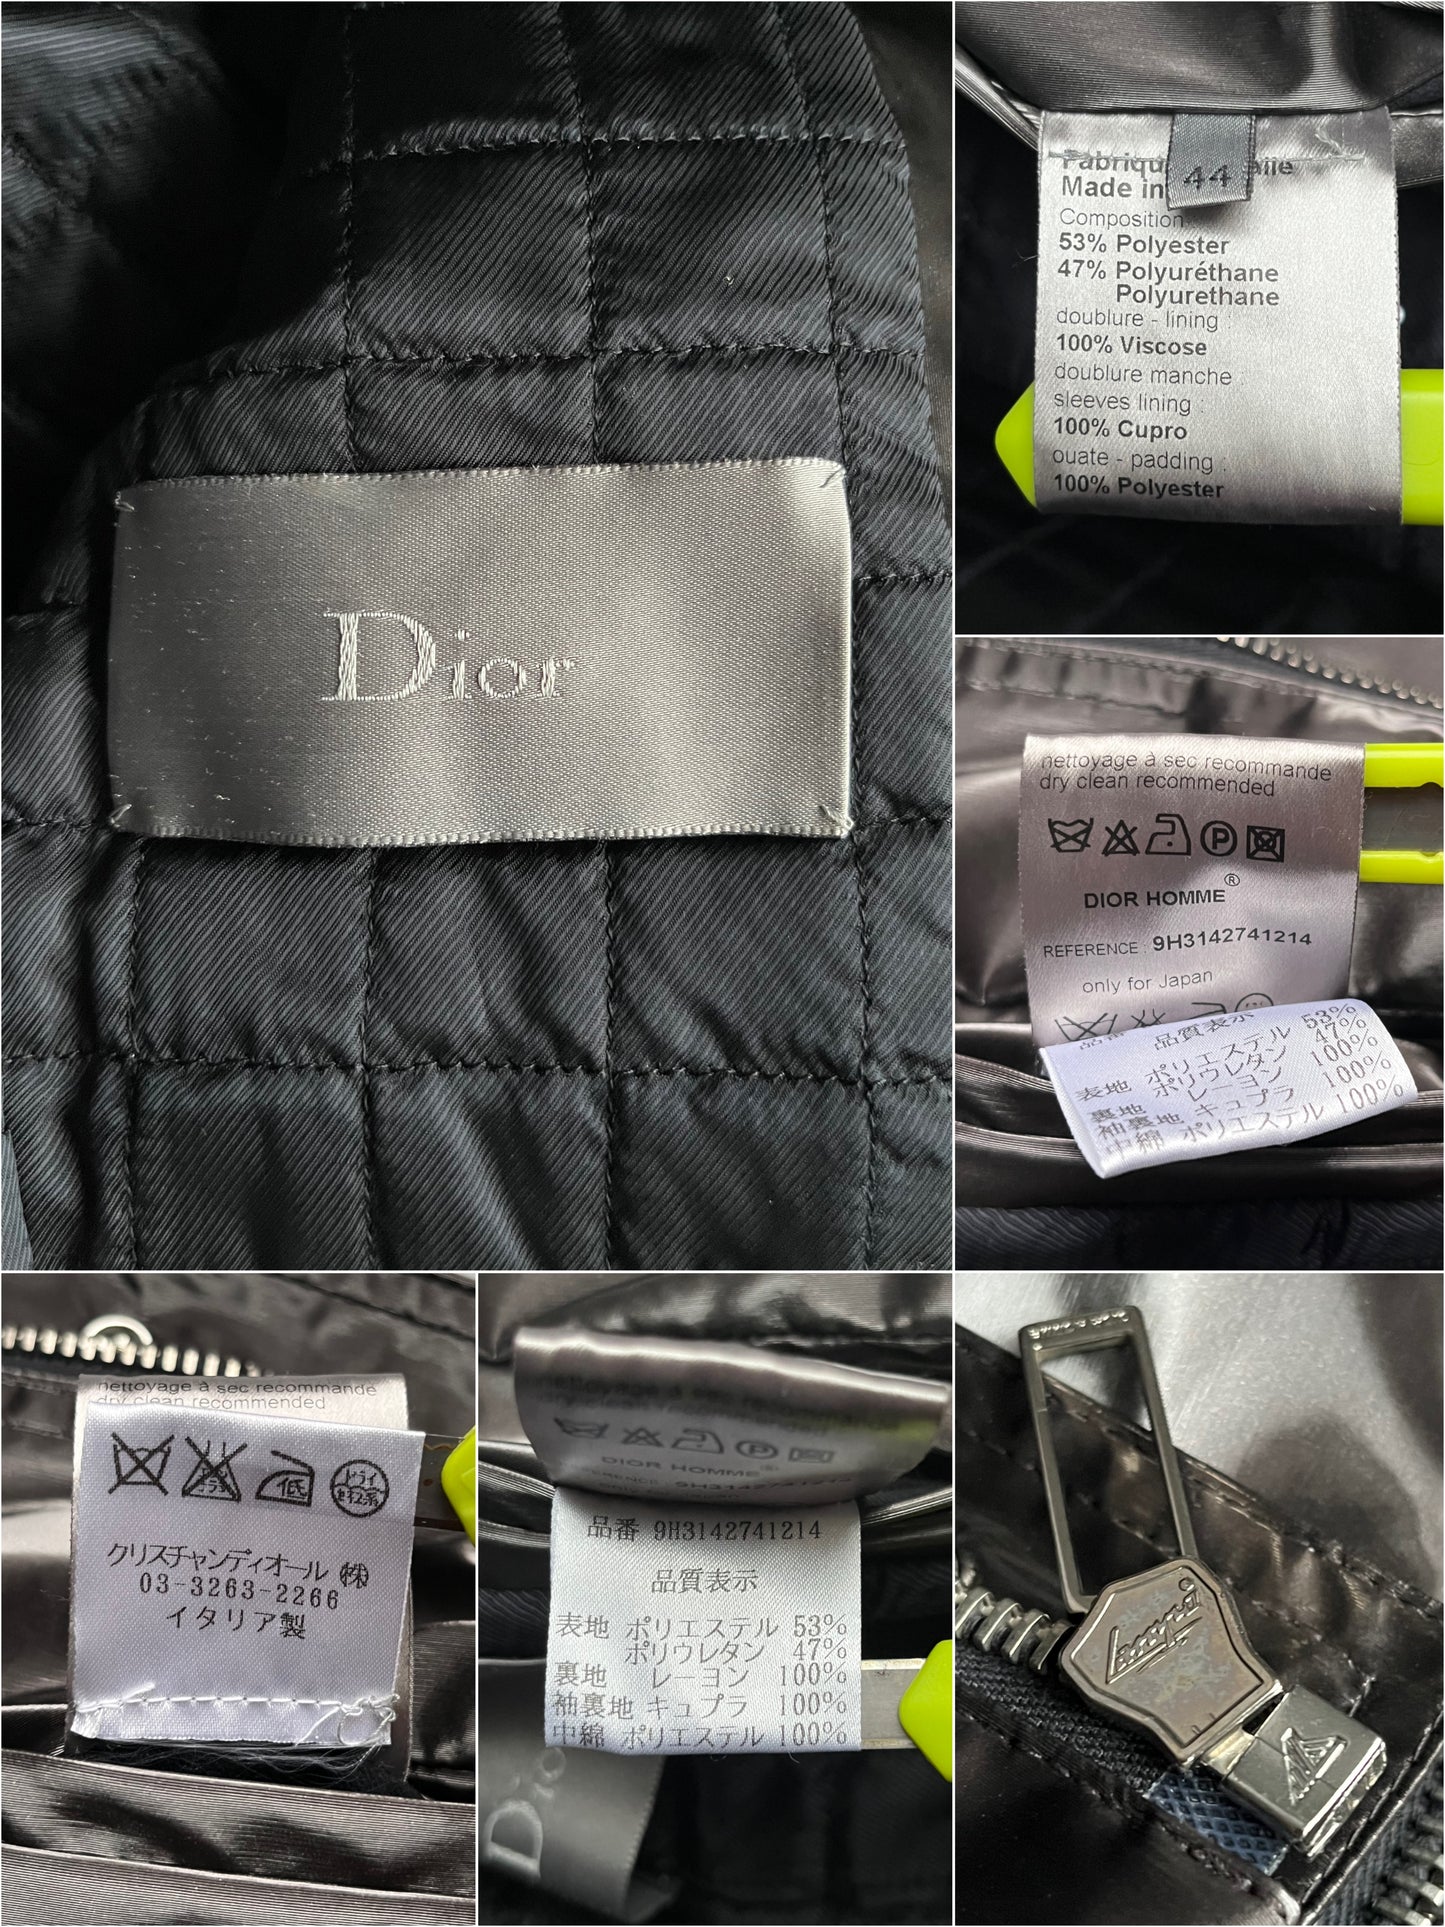 Dior
Fabriqu
Made in
44
Composition
53% Polyester
47% Polyuréthane
Polyurethane
doublure - lining :
100% Viscose
doublure manche :
sleeves lining :
100% Cupro
ouate - padding :
100% Polyester
nettoyage à sec recommande
dry clean recommended
P
DIOR HOMME®
REFERENCE : 9H3142741214
only for Japan
品質表示
表地 ポリエステル 53%
ポリウレタン 47%
裏地 レーヨン 100%
袖裏地 キュプラ 100%
中綿 ポリエステル 100%
nettoyage à sec recommande
dry clean recommended
低
ドライ
クリスチャンディオール ㈱
03-3263-2266
イタリア製
DIOR HOMME
9H3142741214
品番 9H3142741214
品質表示
表地 ポリエステル 53%
ポリウレタン 47%
裏地 レーヨン 100%
袖裏地 キュプラ 100%
中綿 ポリエステル 100%
Dio
Lampo